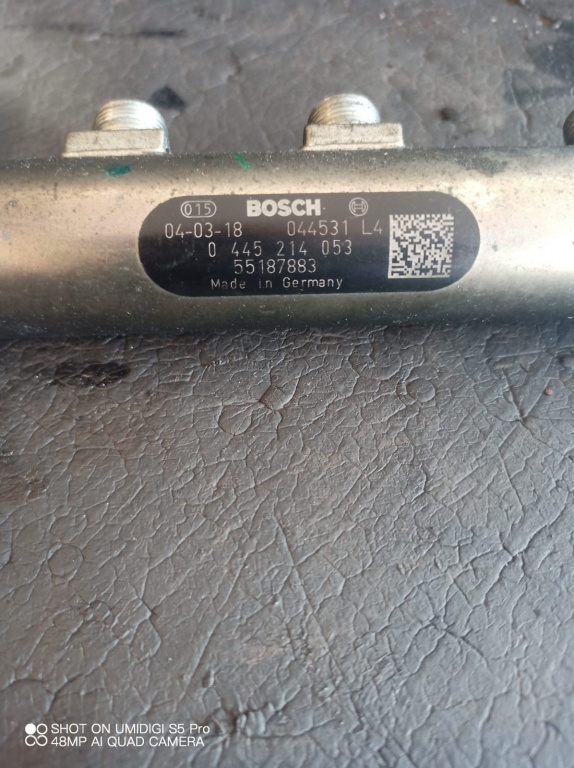 015 BOSCH
04-03-18 044531 L4
0 445 214 053
55187883
Made in Germany
SHOT ON UMIDIGI S5 Pro
48MP AI QUAD CAMERA